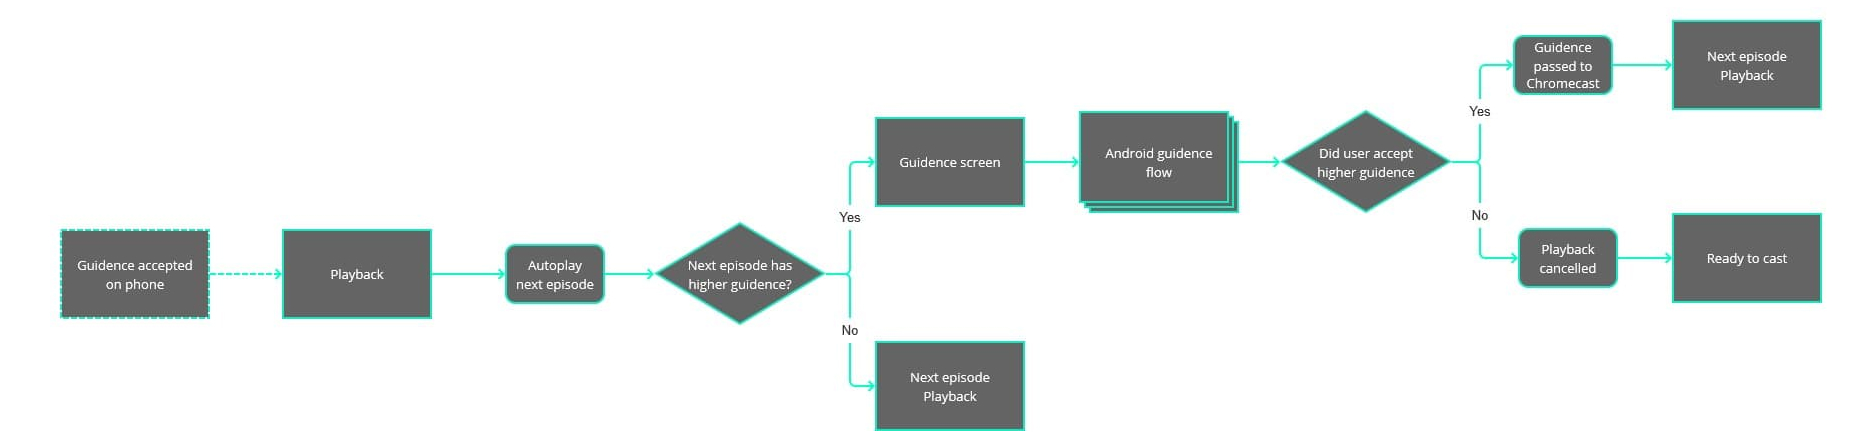 Guidence accepted
on phone
Playback
Autoplay
next episode
Next episode has
higher guidence?
Yes
Guidence screen
Android guidence
flow
Did user accept
higher guidence
Yes
Guidence
passed to
Chromecast
Next episode
Playback
No
Playback
cancelled
Ready to cast
No
Next episode
Playback